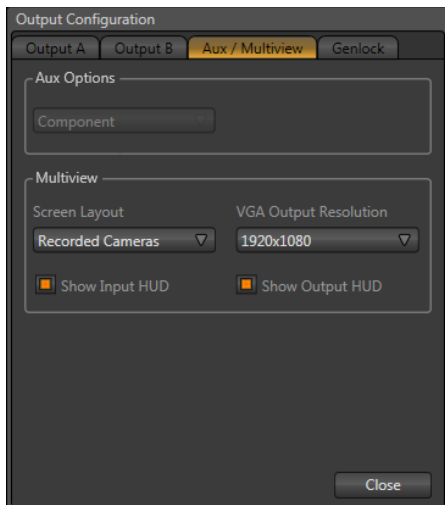 Output Configuration
Output A Output B Aux / Multiview Genlock
Aux Options
Component
Multiview
Screen Layout VGA Output Resolution
Recorded Cameras 1920x1080
Show Input HUD Show Output HUD
Close